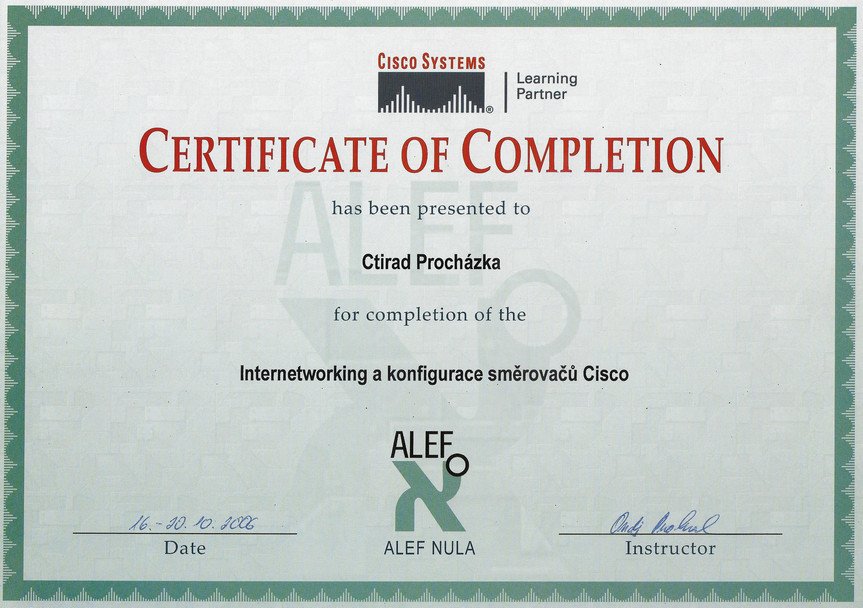 CISCO SYSTEMS
Learning
Partner
CERTIFICATE OF COMPLETION
has been presented to
Ctirad Procházka
for completion of the
Internetworking a konfigurace směrovačů Cisco
ALEF
ALEF NULA
16.-20.10.2006
Date
Instructor